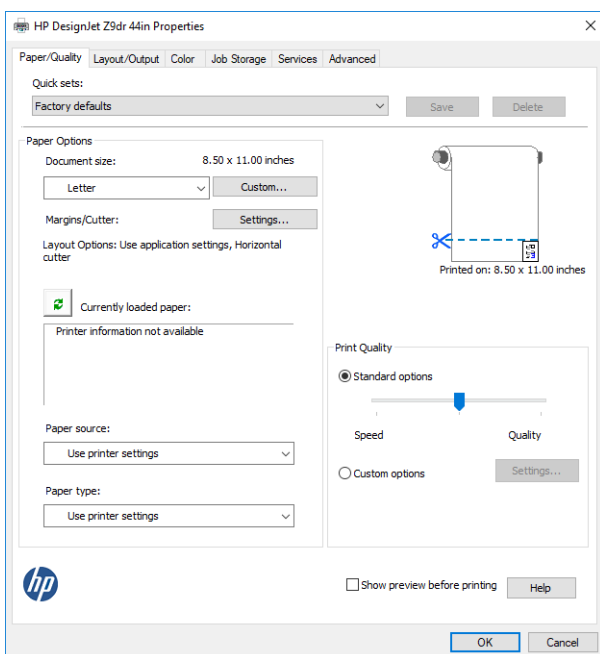 HP DesignJet Z9dr 44in Properties
Paper/Quality Layout/Output Color Job Storage Services Advanced
Quick sets:
Factory defaults Save Delete
Paper Options
Document size: 8.50 x 11.00 inches
Letter Custom...
Margins/Cutter: Settings...
Layout Options: Use application settings, Horizontal
cutter
Printed on: 8.50 x 11.00 inches
Currently loaded paper:
Printer information not available
Print Quality
Standard options
Speed Quality
Custom options Settings...
Paper source:
Use printer settings
Paper type:
Use printer settings
hp
Show preview before printing Help
OK Cancel